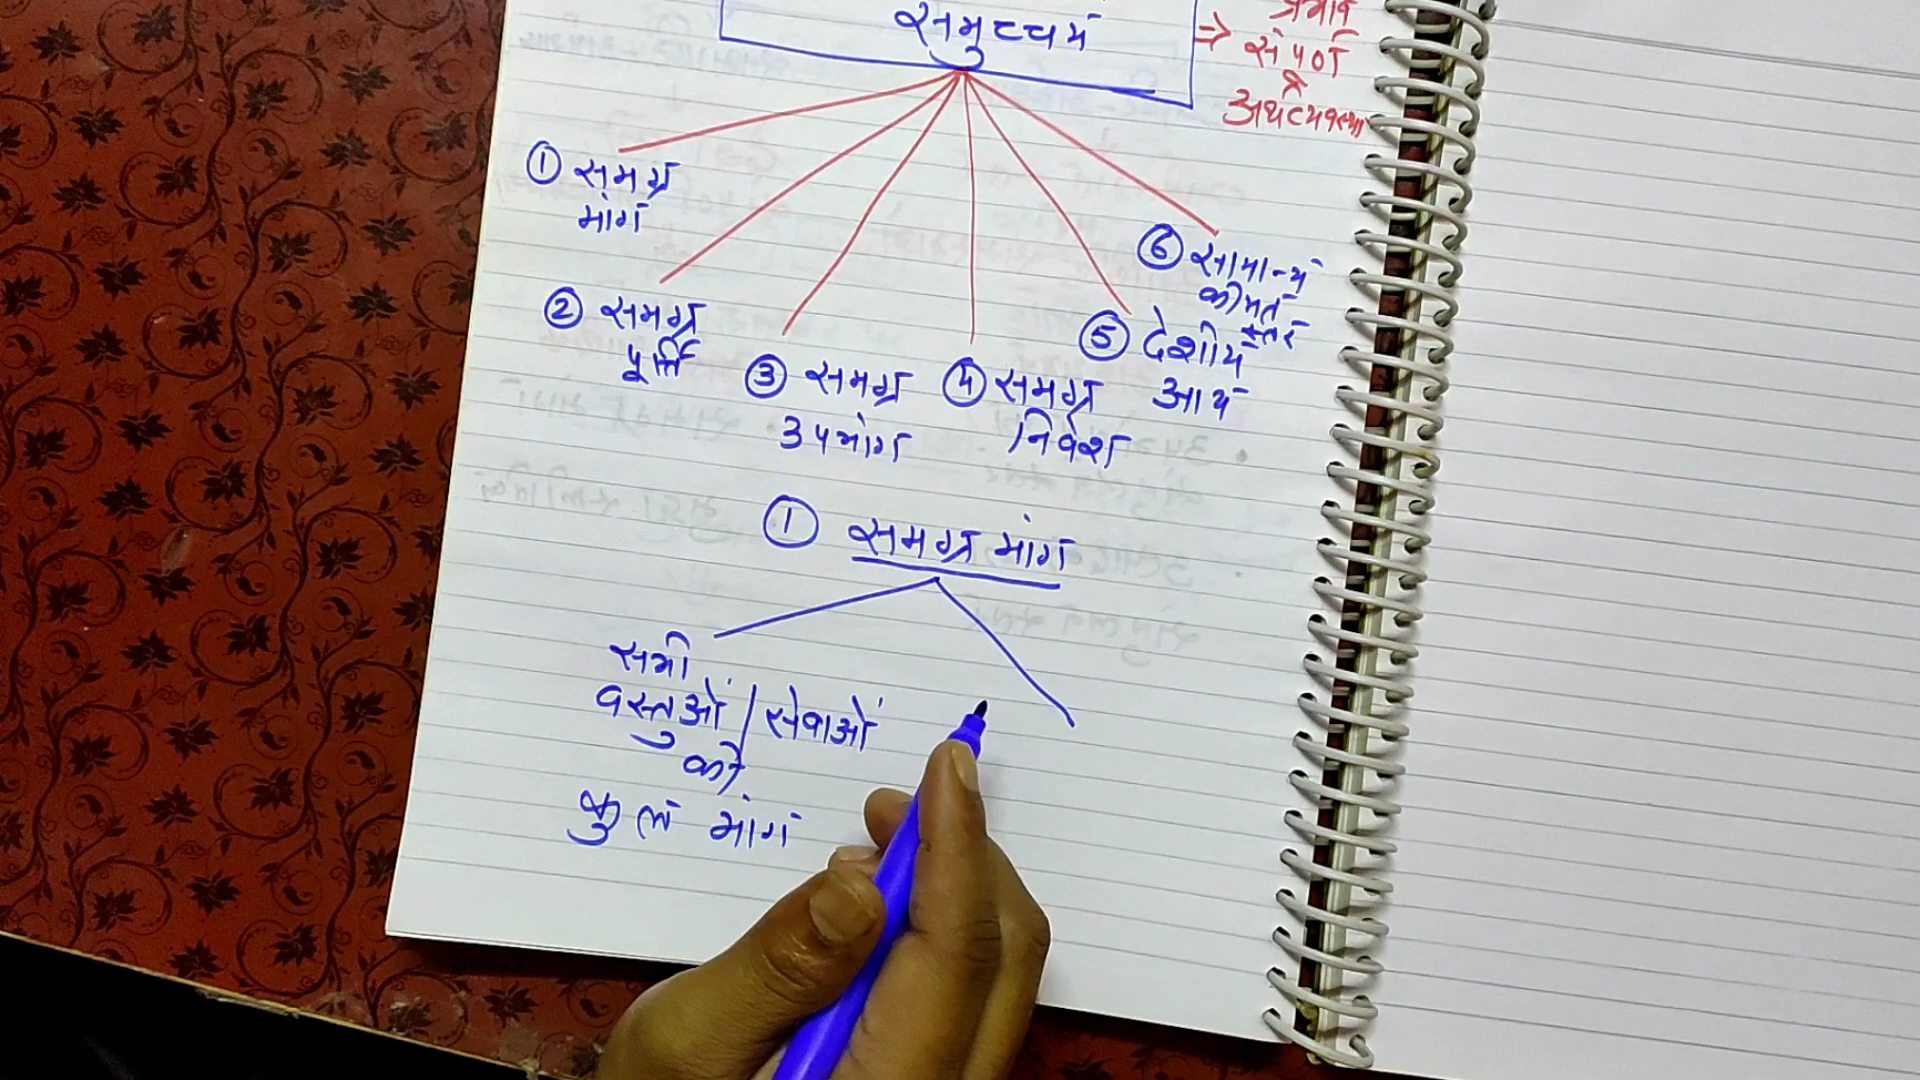 समुच्चय
⇒ प्रभाव
संपूर्ण
अर्थव्यवस्था
① समग्र
मांग
② समग्र
पूर्ति
③ समग्र
उपभोग
④ समग्र
निवेश
⑤ देशीय
आय
⑥ सामान्य
कीमत
स्तर
① समग्र मांग
सभी
वस्तुओं / सेवाओं
की
कुल मांग